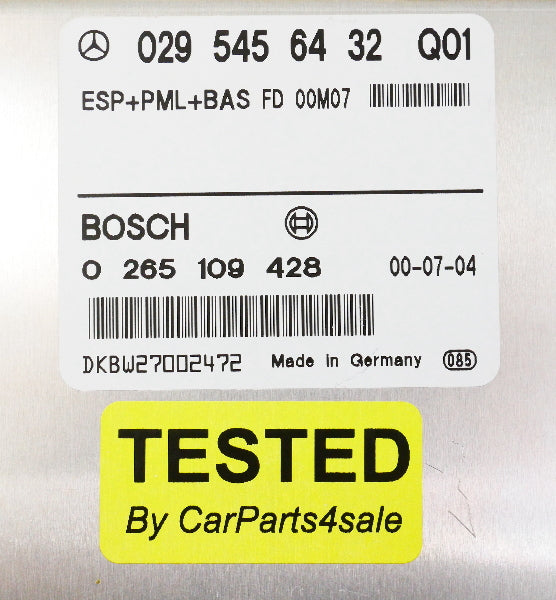 029 545 64 32 Q01
ESP+PML+BAS FD 00M07
BOSCH
0 265 109 428 00-07-04
DKBW27002472 Made in Germany 085
TESTED
By CarParts4sale